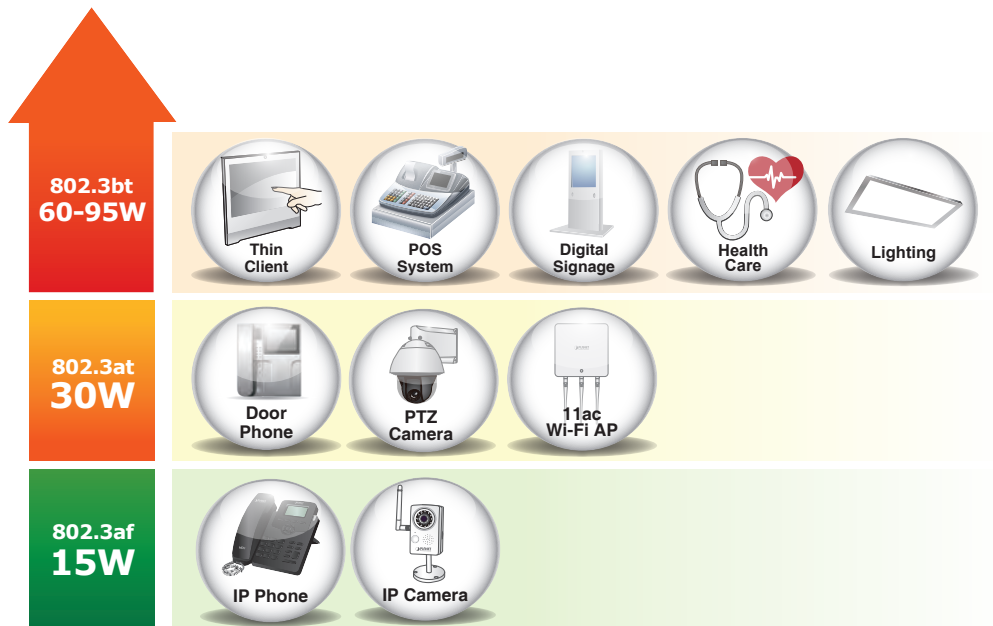 802.3bt
60-95W
Thin
Client
POS
System
Digital
Signage
Health
Care
Lighting
802.3at
30W
Door
Phone
PTZ
Camera
11ac
Wi-Fi AP
802.3af
15W
IP Phone
IP Camera